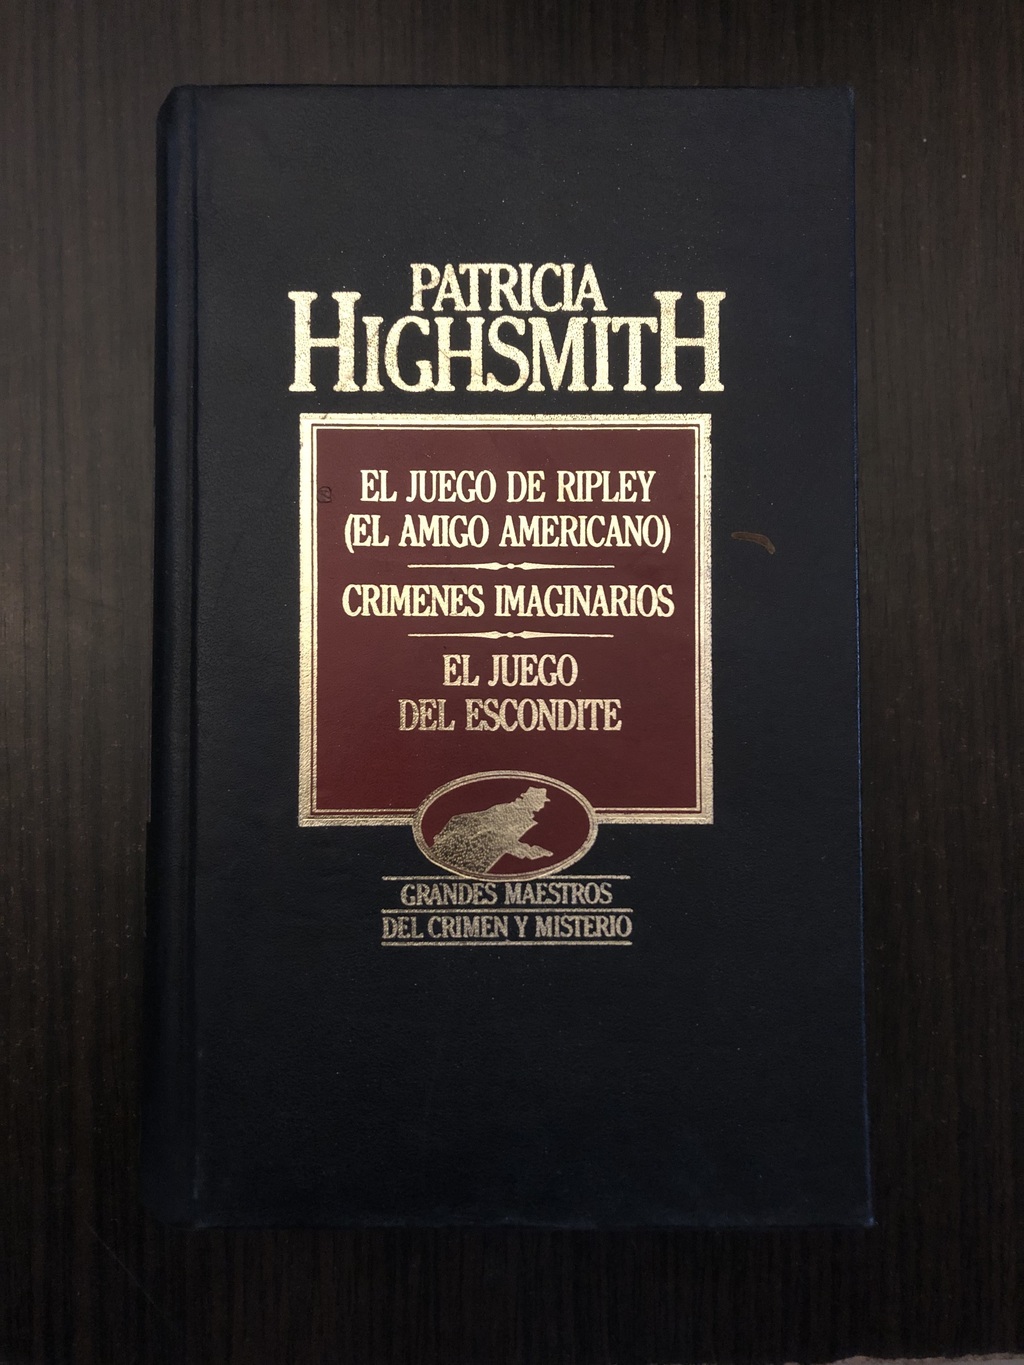 PATRICIA
HIGHSMITH
EL JUEGO DE RIPLEY
(EL AMIGO AMERICANO)
CRIMENES IMAGINARIOS
EL JUEGO
DEL ESCONDITE
GRANDES MAESTROS
DEL CRIMEN Y MISTERIO